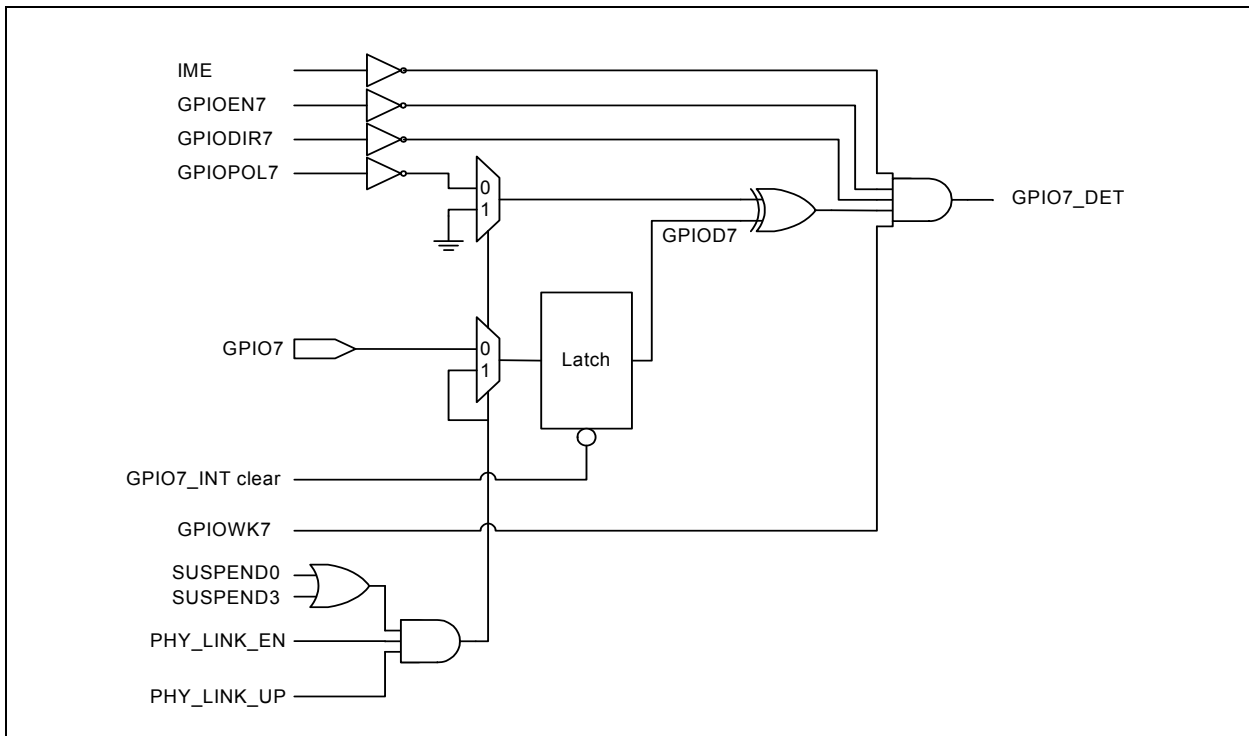 IME
GPIOEN7
GPIODIR7
GPIOPOL7
0
1
GPIO7_DET
GPIOD7
GPIO7
0
1
Latch
GPIO7_INT clear
GPIOWK7
SUSPEND0
SUSPEND3
PHY_LINK_EN
PHY_LINK_UP